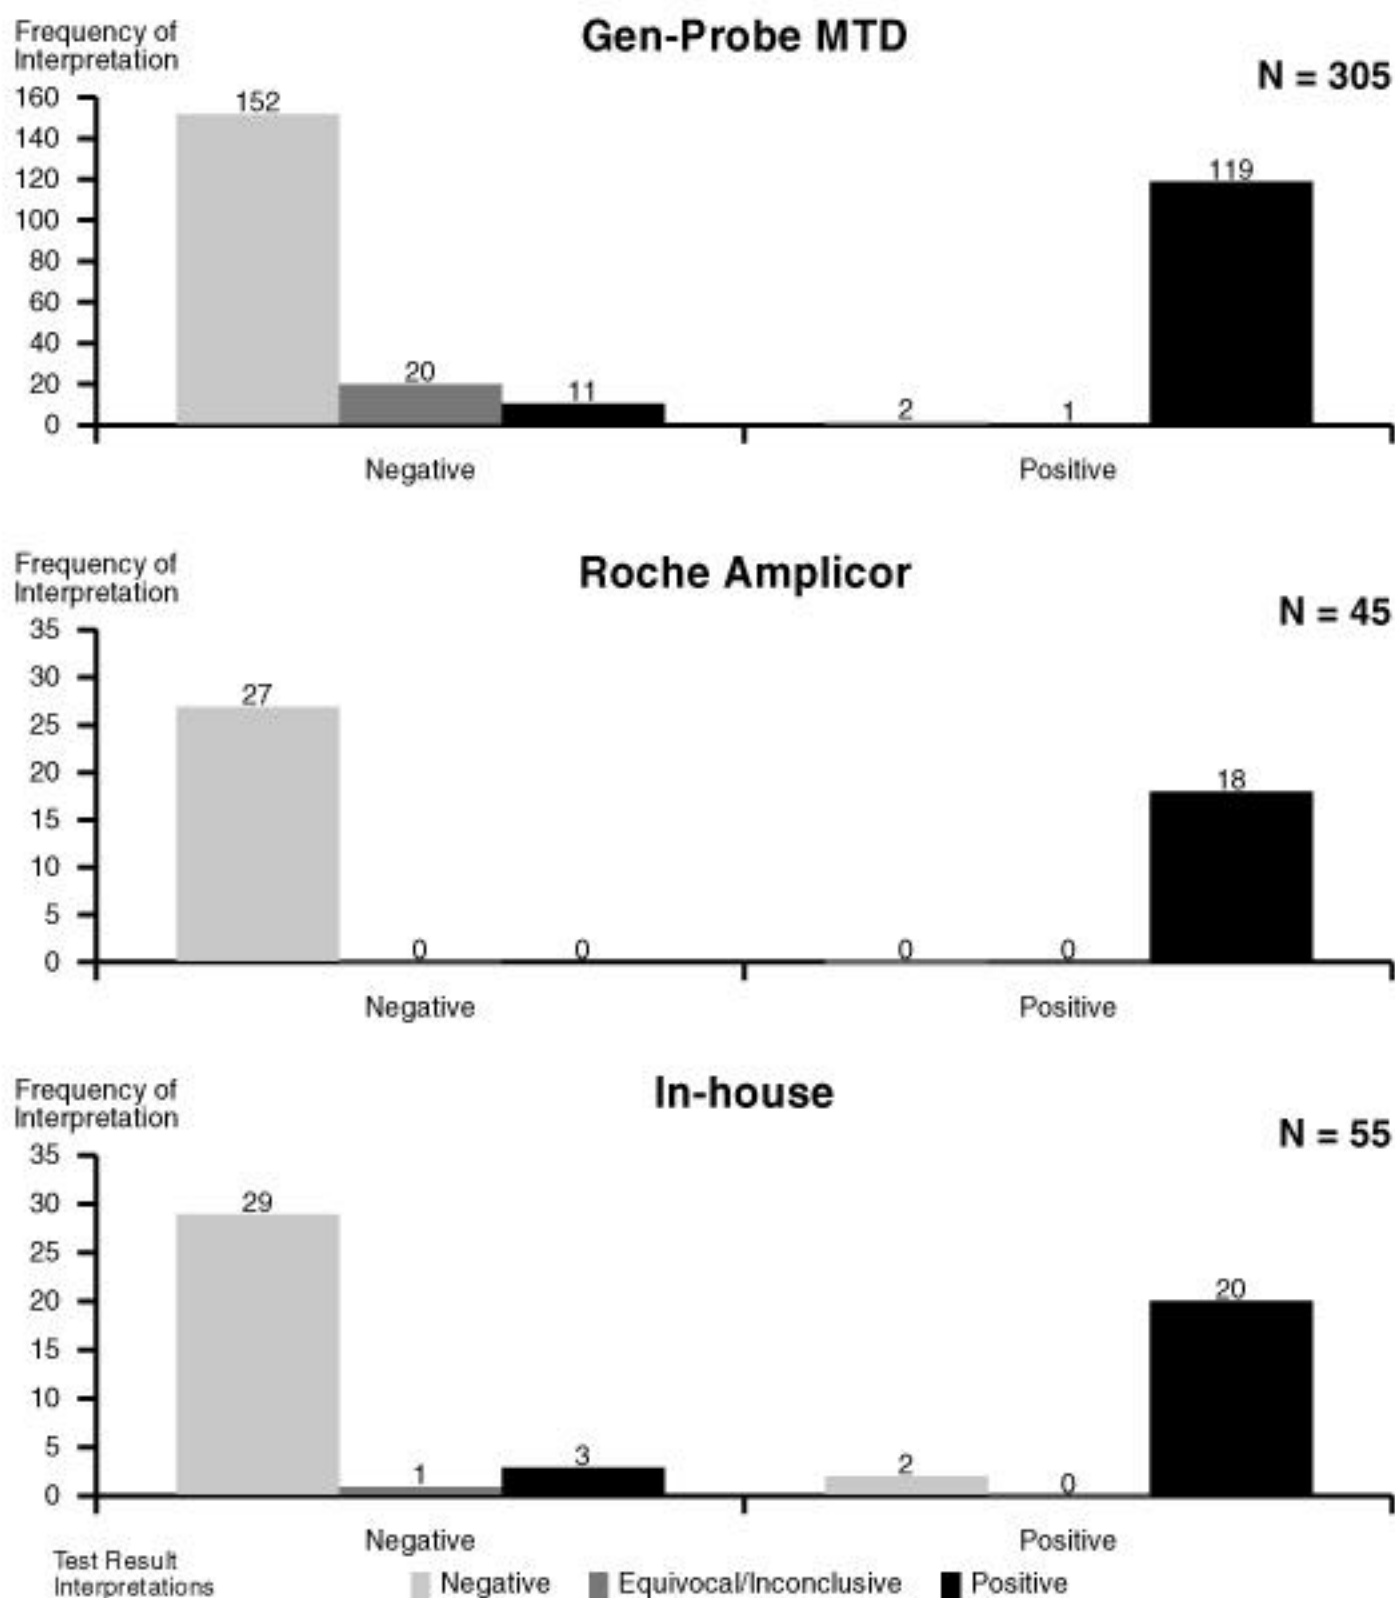 Frequency of
Interpretation
Gen-Probe MTD
N = 305
160
140
120
100
80
60
40
20
0
152
20
11
2
1
119
Negative
Positive
Frequency of
Interpretation
Roche Amplicor
N = 45
35
30
25
20
15
10
5
0
27
0
0
0
0
18
Negative
Positive
Frequency of
Interpretation
In-house
N = 55
35
30
25
20
15
10
5
0
29
1
3
2
0
20
Negative
Positive
Test Result
Interpretations
Negative
Equivocal/Inconclusive
Positive